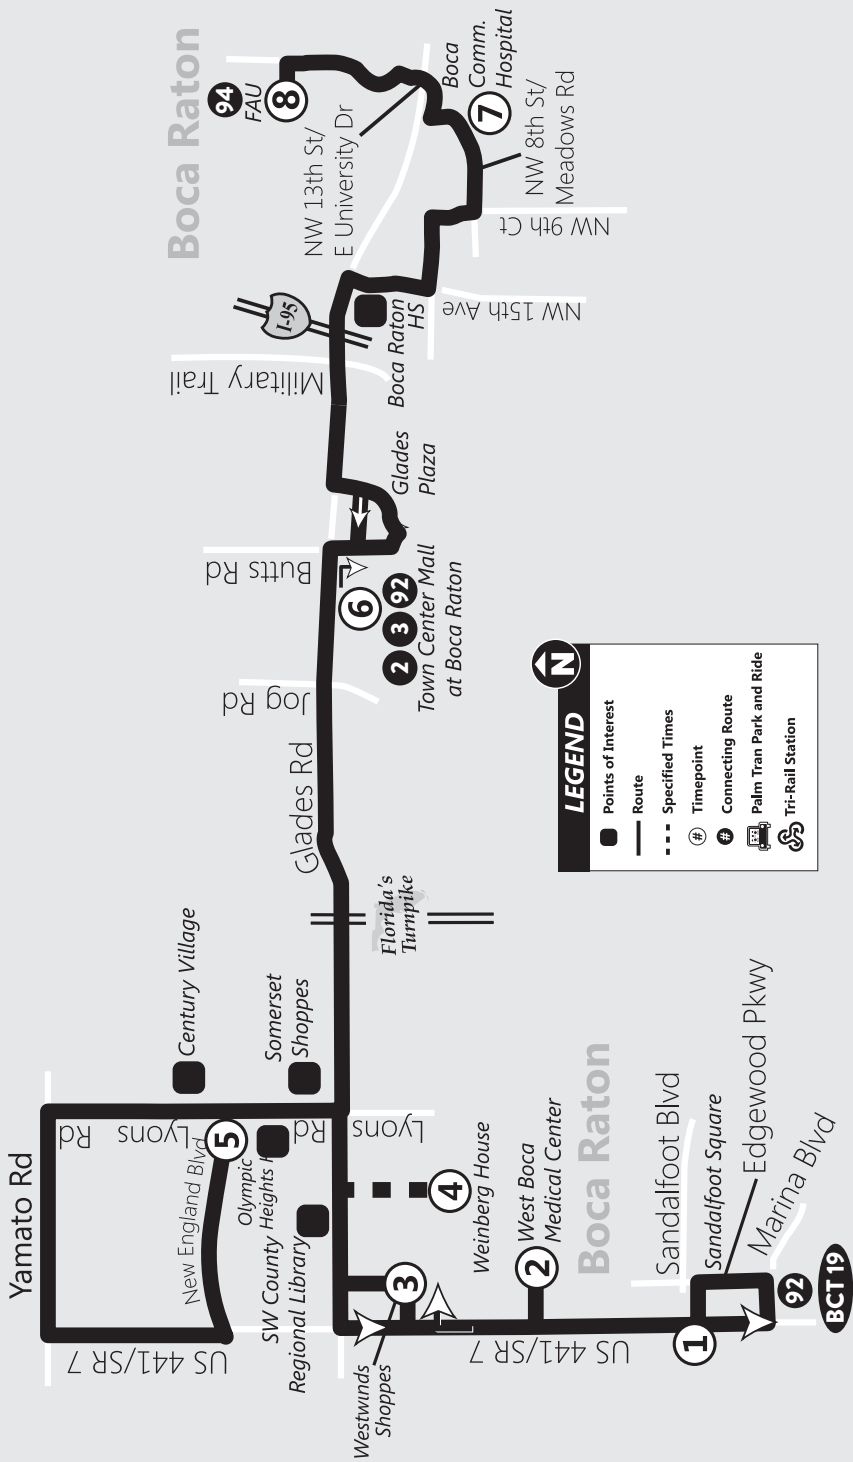 Boca Raton
94
FAU
8
NW 13th St/
E University Dr
Boca
Comm.
Hospital
7
NW 8th St/
Meadows Rd
NW 9th Ct
NW 15th Ave
I-95
Boca Raton
HS
Military Trail
Glades
Plaza
Butts Rd
6
2
3
92
Town Center Mall
at Boca Raton
Jog Rd
Glades Rd
Florida's
Turnpike
Century Village
Somerset
Shoppes
Yamato Rd
Lyons Rd
Lyons Rd
5
New England Blvd
Olympic
Heights
SW County
Regional Library
US 441/SR 7
4
Weinberg House
3
Westwinds
Shoppes
2
West Boca
Medical Center
Boca Raton
US 441/SR 7
1
Sandalfoot Blvd
Sandalfoot Square
Edgewood Pkwy
Marina Blvd
92
BCT 19
N
LEGEND
Points of Interest
Route
Specified Times
# Timepoint
# Connecting Route
Palm Tran Park and Ride
Tri-Rail Station